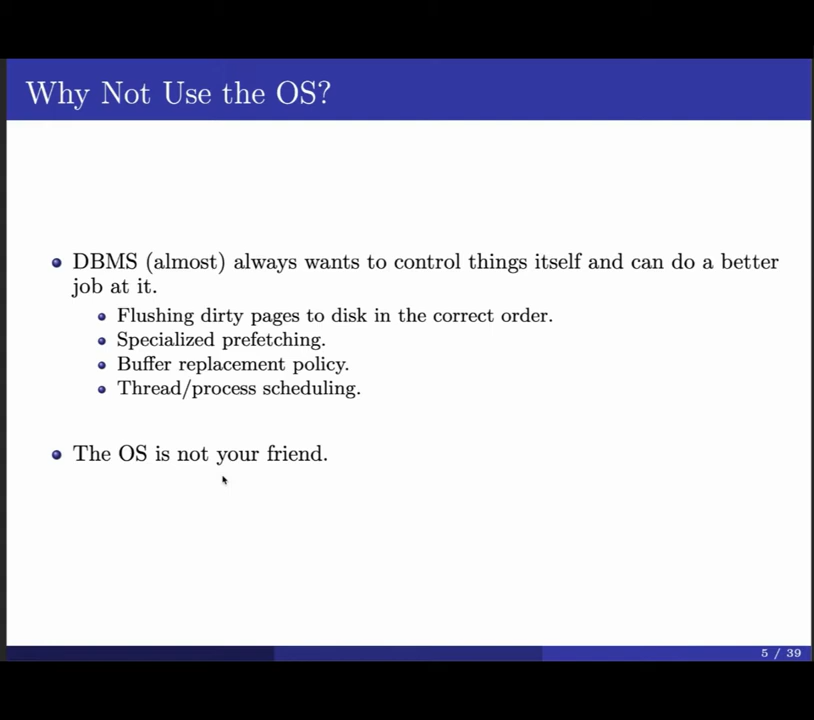 Why Not Use the OS?
DBMS (almost) always wants to control things itself and can do a better
job at it.
Flushing dirty pages to disk in the correct order.
Specialized prefetching.
Buffer replacement policy.
Thread/process scheduling.
The OS is not your friend.
5 / 39